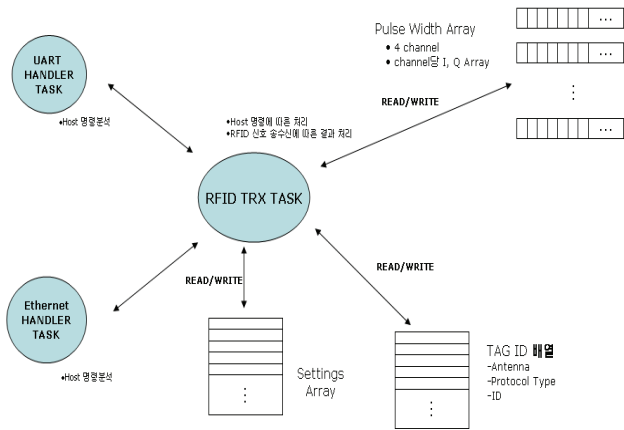 Pulse Width Array
• 4 channel
• channel당 I, Q Array
...
...
⋮
...
UART
HANDLER
TASK
•Host 명령분석
READ/WRITE
•Host 명령에 따른 처리
•RFID 신호 송수신에 따른 결과 처리
RFID TRX TASK
READ/WRITE
READ/WRITE
Ethernet
HANDLER
TASK
•Host 명령분석
⋮
Settings
Array
⋮
TAG ID 배열
-Antenna
-Protocol Type
-ID